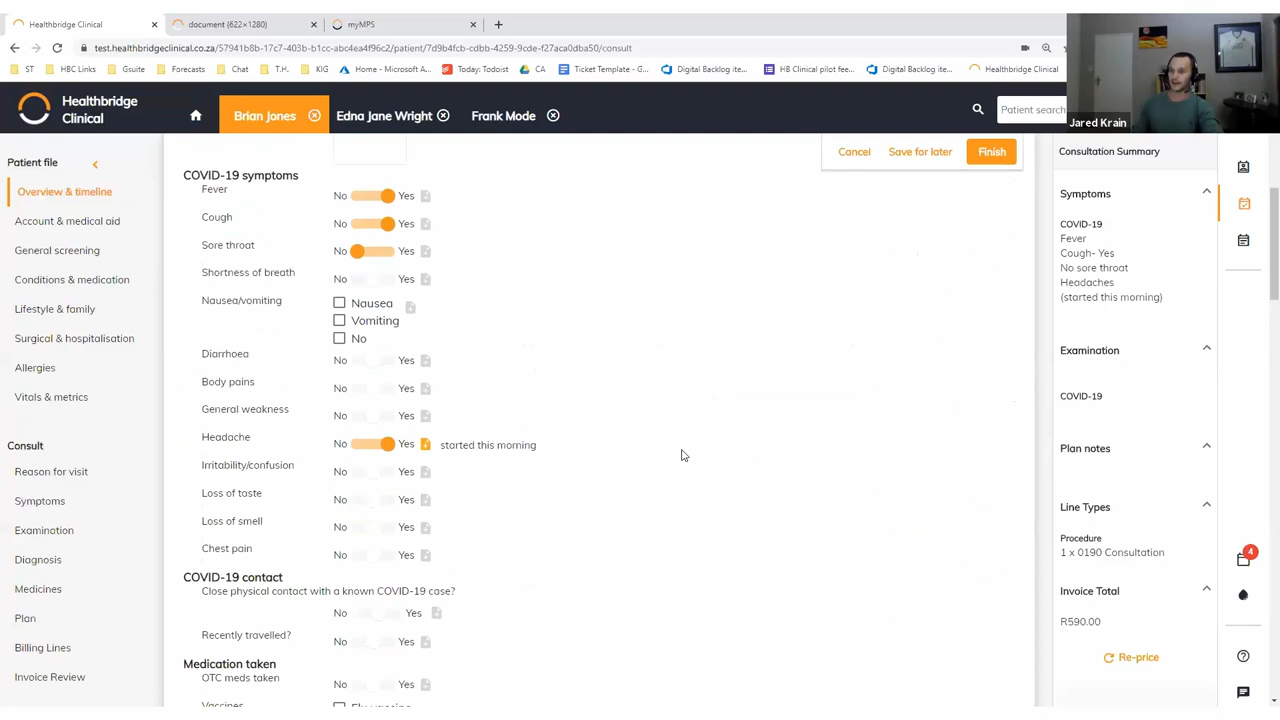 Healthbridge Clinical
document (622×1280)
myMPS
test.healthbridgeclinical.co.za/57941b8b-17c7-403b-b1cc-abc4ea4f96c2/patient/7d9b4fcb-cdbb-4259-9cde-f27aca0dba50/consult
ST
HBC Links
Gsuite
Forecasts
Chat
T.H.
KIG
Home - Microsoft A...
Today: Todoist
CA
Ticket Template - G...
Digital Backlog ite...
HB Clinical pilot fee...
Digital Backlog ite...
Healthbridge Clinical
Jared Krain
Healthbridge
Clinical
Brian Jones
Edna Jane Wright
Frank Mode
Patient search
Patient file
Overview & timeline
Account & medical aid
General screening
Conditions & medication
Lifestyle & family
Surgical & hospitalisation
Allergies
Vitals & metrics
Consult
Reason for visit
Symptoms
Examination
Diagnosis
Medicines
Plan
Billing Lines
Invoice Review
Cancel Save for later Finish
COVID-19 symptoms
Fever No Yes
Cough No Yes
Sore throat No Yes
Shortness of breath No Yes
Nausea/vomiting Nausea
Vomiting
No
Diarrhoea No Yes
Body pains No Yes
General weakness No Yes
Headache No Yes started this morning
Irritability/confusion No Yes
Loss of taste No Yes
Loss of smell No Yes
Chest pain No Yes
COVID-19 contact
Close physical contact with a known COVID-19 case?
No Yes
Recently travelled? No Yes
Medication taken
OTC meds taken No Yes
Vaccines Flu vaccine
Consultation Summary
Symptoms
COVID-19
Fever
Cough- Yes
No sore throat
Headaches
(started this morning)
Examination
COVID-19
Plan notes
Line Types
Procedure
1 x 0190 Consultation
Invoice Total
R590.00
Re-price
4